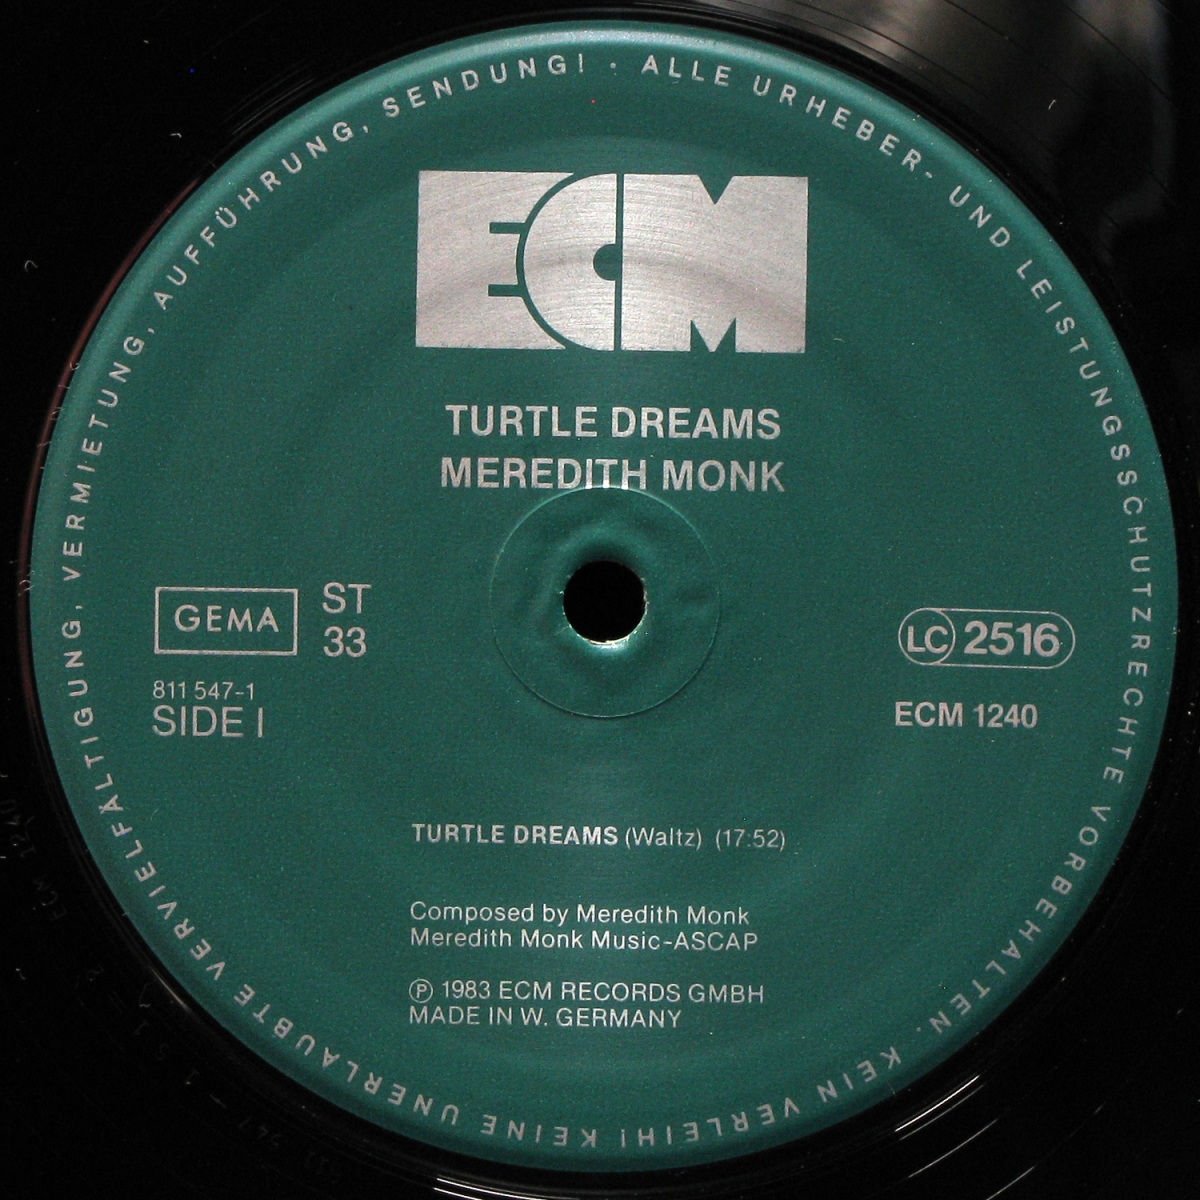 ALLE URHEBER- UND LEISTUNGSSCHUTZRECHTE VORBEHALTEN. KEIN VERLEIH! KEINE UNERLAUBTE VERVIELFÄLTIGUNG, VERMIETUNG, AUFFÜHRUNG, SENDUNG! ·
ECM
TURTLE DREAMS
MEREDITH MONK
GEMA
ST
33
811 547-1
SIDE I
LC 2516
ECM 1240
TURTLE DREAMS (Waltz) (17:52)
Composed by Meredith Monk
Meredith Monk Music-ASCAP
℗ 1983 ECM RECORDS GMBH
MADE IN W. GERMANY